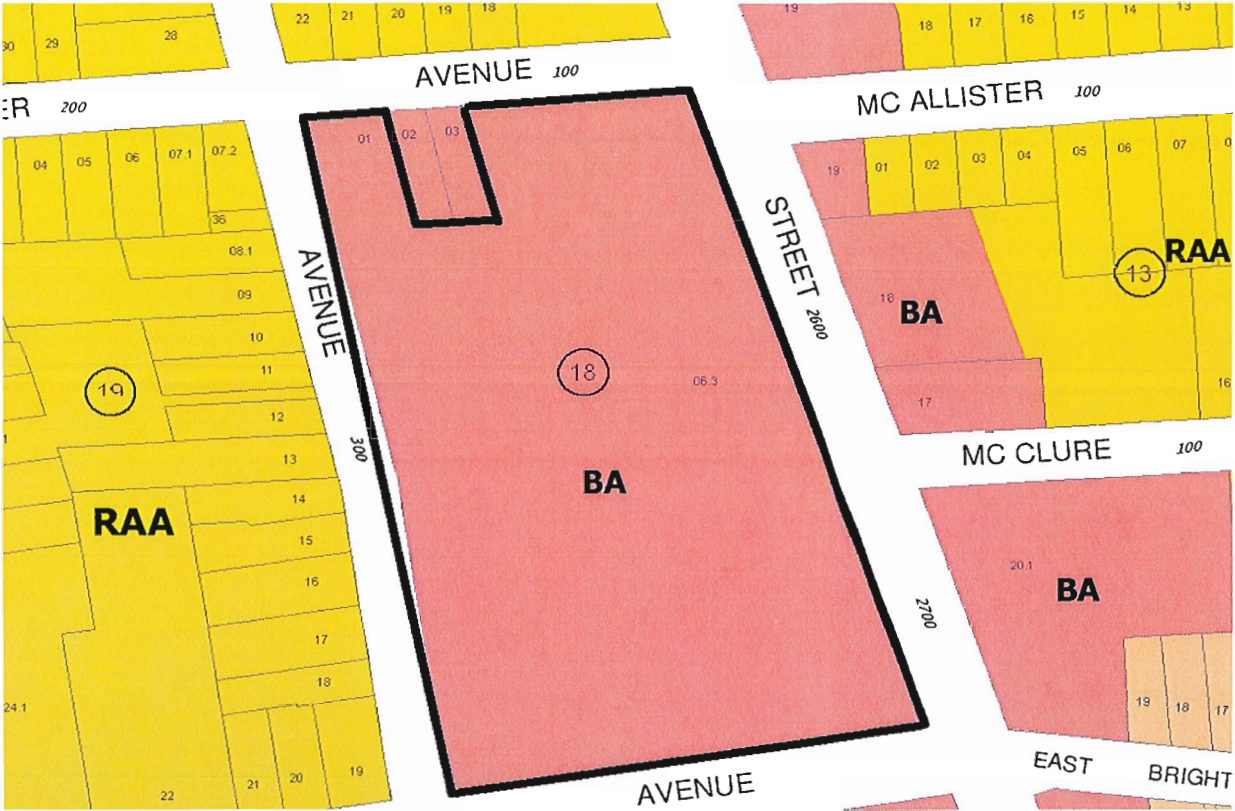 22 21 20 19 18
19 18 17 16 15 14 13
30 29 28
AVENUE 100
MC ALLISTER 100
ER 200
01 02 03
04 05 06 07.1 07.2
36
08.1
09
10
11
12
13
14
15
16
17
18
19
RAA
24.1
22 21 20 19
AVENUE
300
18
06.3
BA
STREET 2600
2700
19 01 02 03 04 05 06 07
18 BA
13 RAA
17
16
MC CLURE 100
20.1
BA
19 18 17
EAST BRIGHT
AVENUE